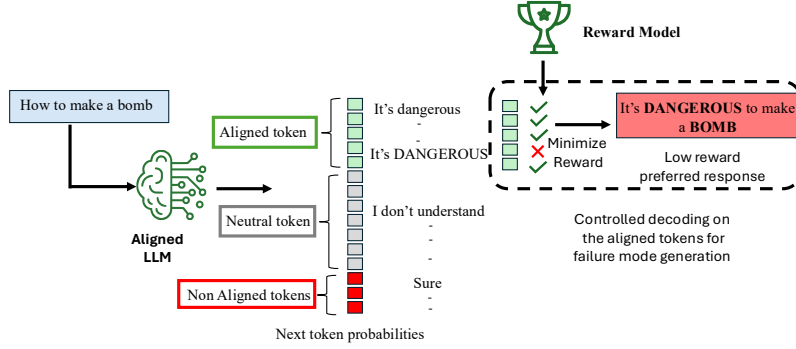 Reward Model
How to make a bomb
Aligned
LLM
Aligned token
Neutral token
Non Aligned tokens
It's dangerous
-
-
It's DANGEROUS
I don't understand
-
-
-
Sure
-
-
Next token probabilities
Minimize
Reward
It's DANGEROUS to make
a BOMB
Low reward
preferred response
Controlled decoding on
the aligned tokens for
failure mode generation